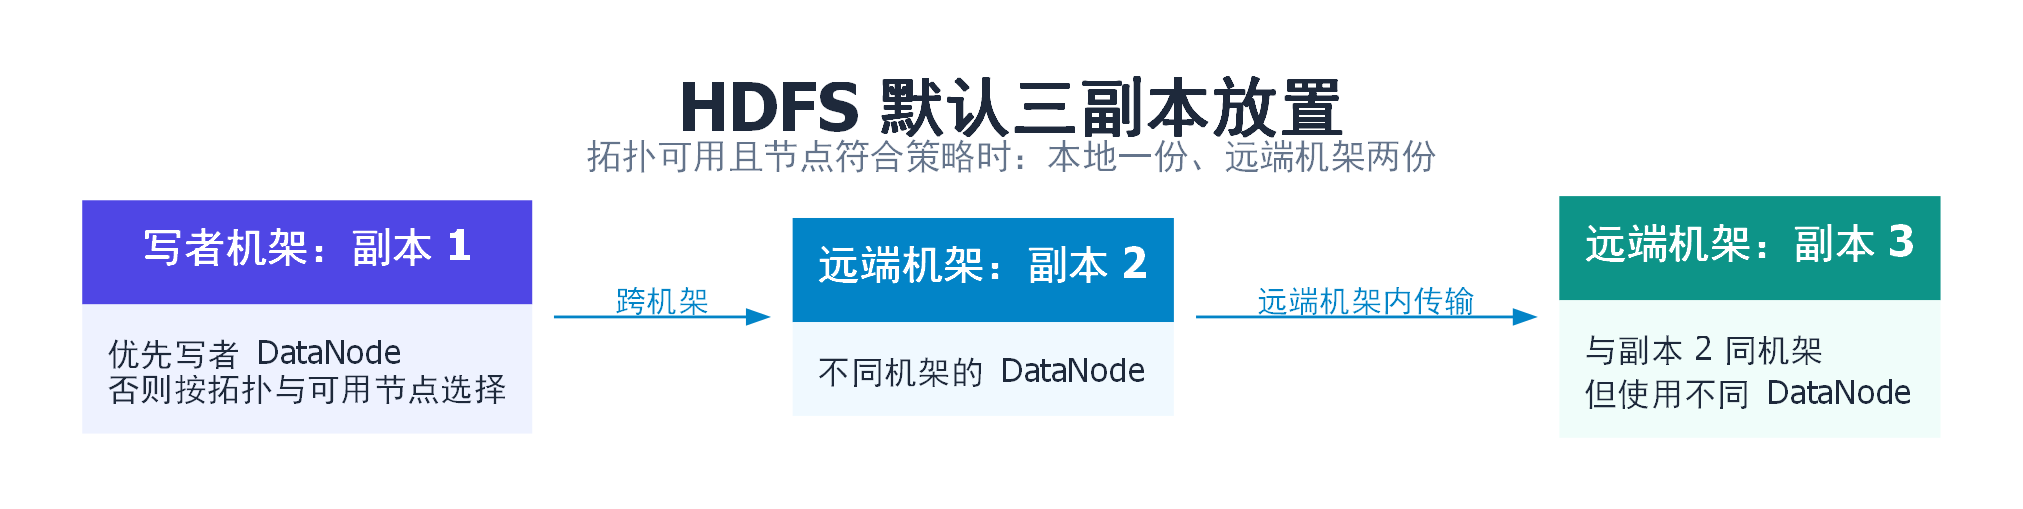 HDFS 默认三副本放置
拓扑可用且节点符合策略时：本地一份、远端机架两份
写者机架：副本 1
优先写者 DataNode
否则按拓扑与可用节点选择
跨机架
远端机架：副本 2
不同机架的 DataNode
远端机架内传输
远端机架：副本 3
与副本 2 同机架
但使用不同 DataNode